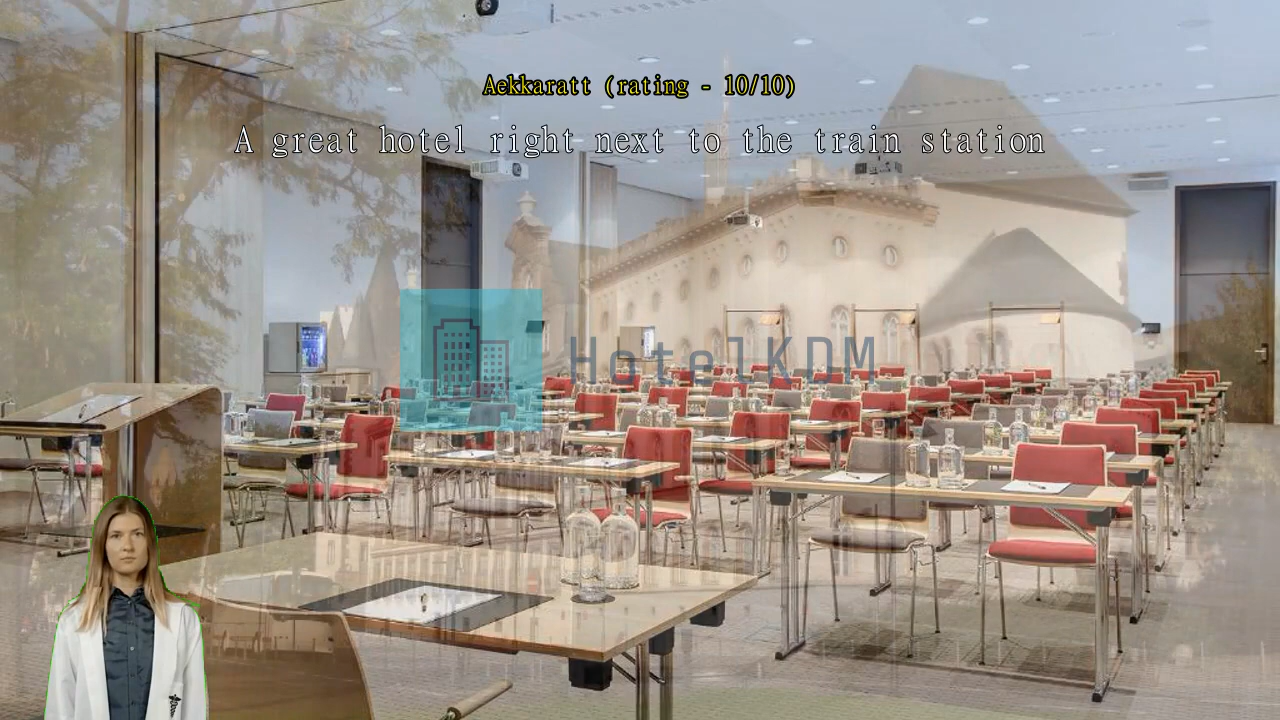 Aekkaratt (rating - 10/10)
A great hotel right next to the train station
HotelKDM